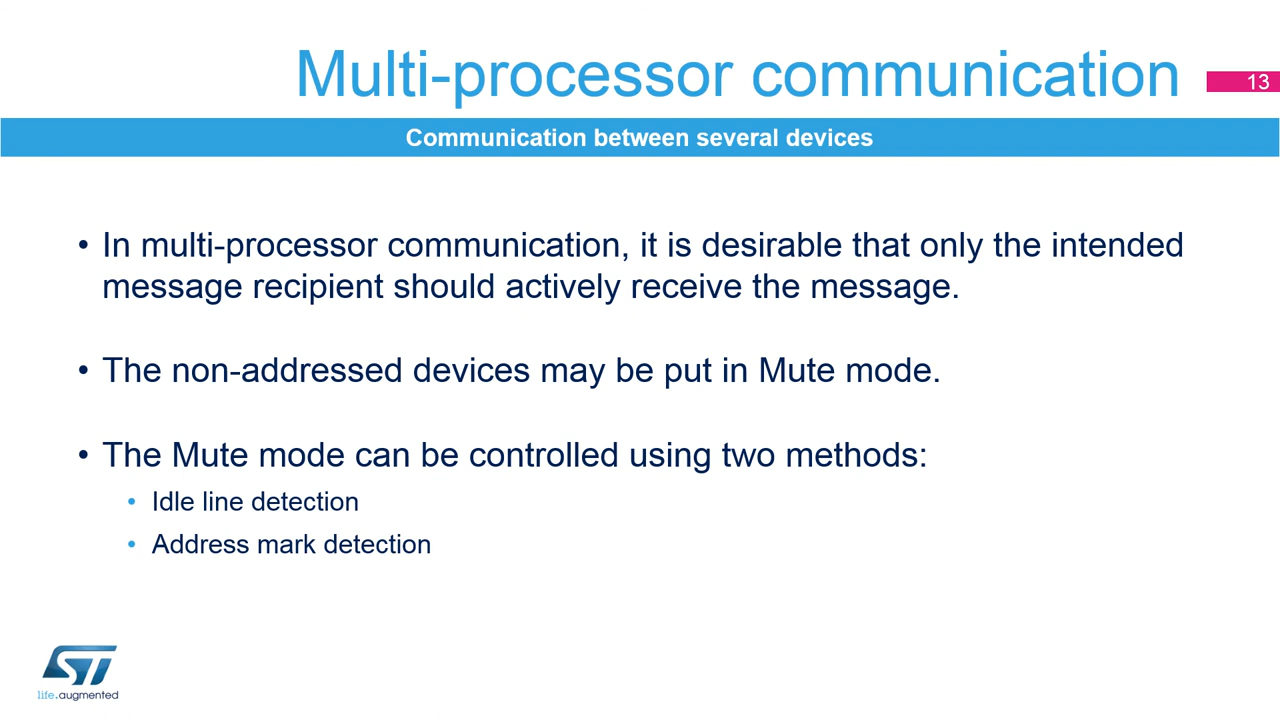 Multi-processor communication
13
Communication between several devices
• In multi-processor communication, it is desirable that only the intended
message recipient should actively receive the message.
• The non-addressed devices may be put in Mute mode.
• The Mute mode can be controlled using two methods:
• Idle line detection
• Address mark detection
ST
life.augmented